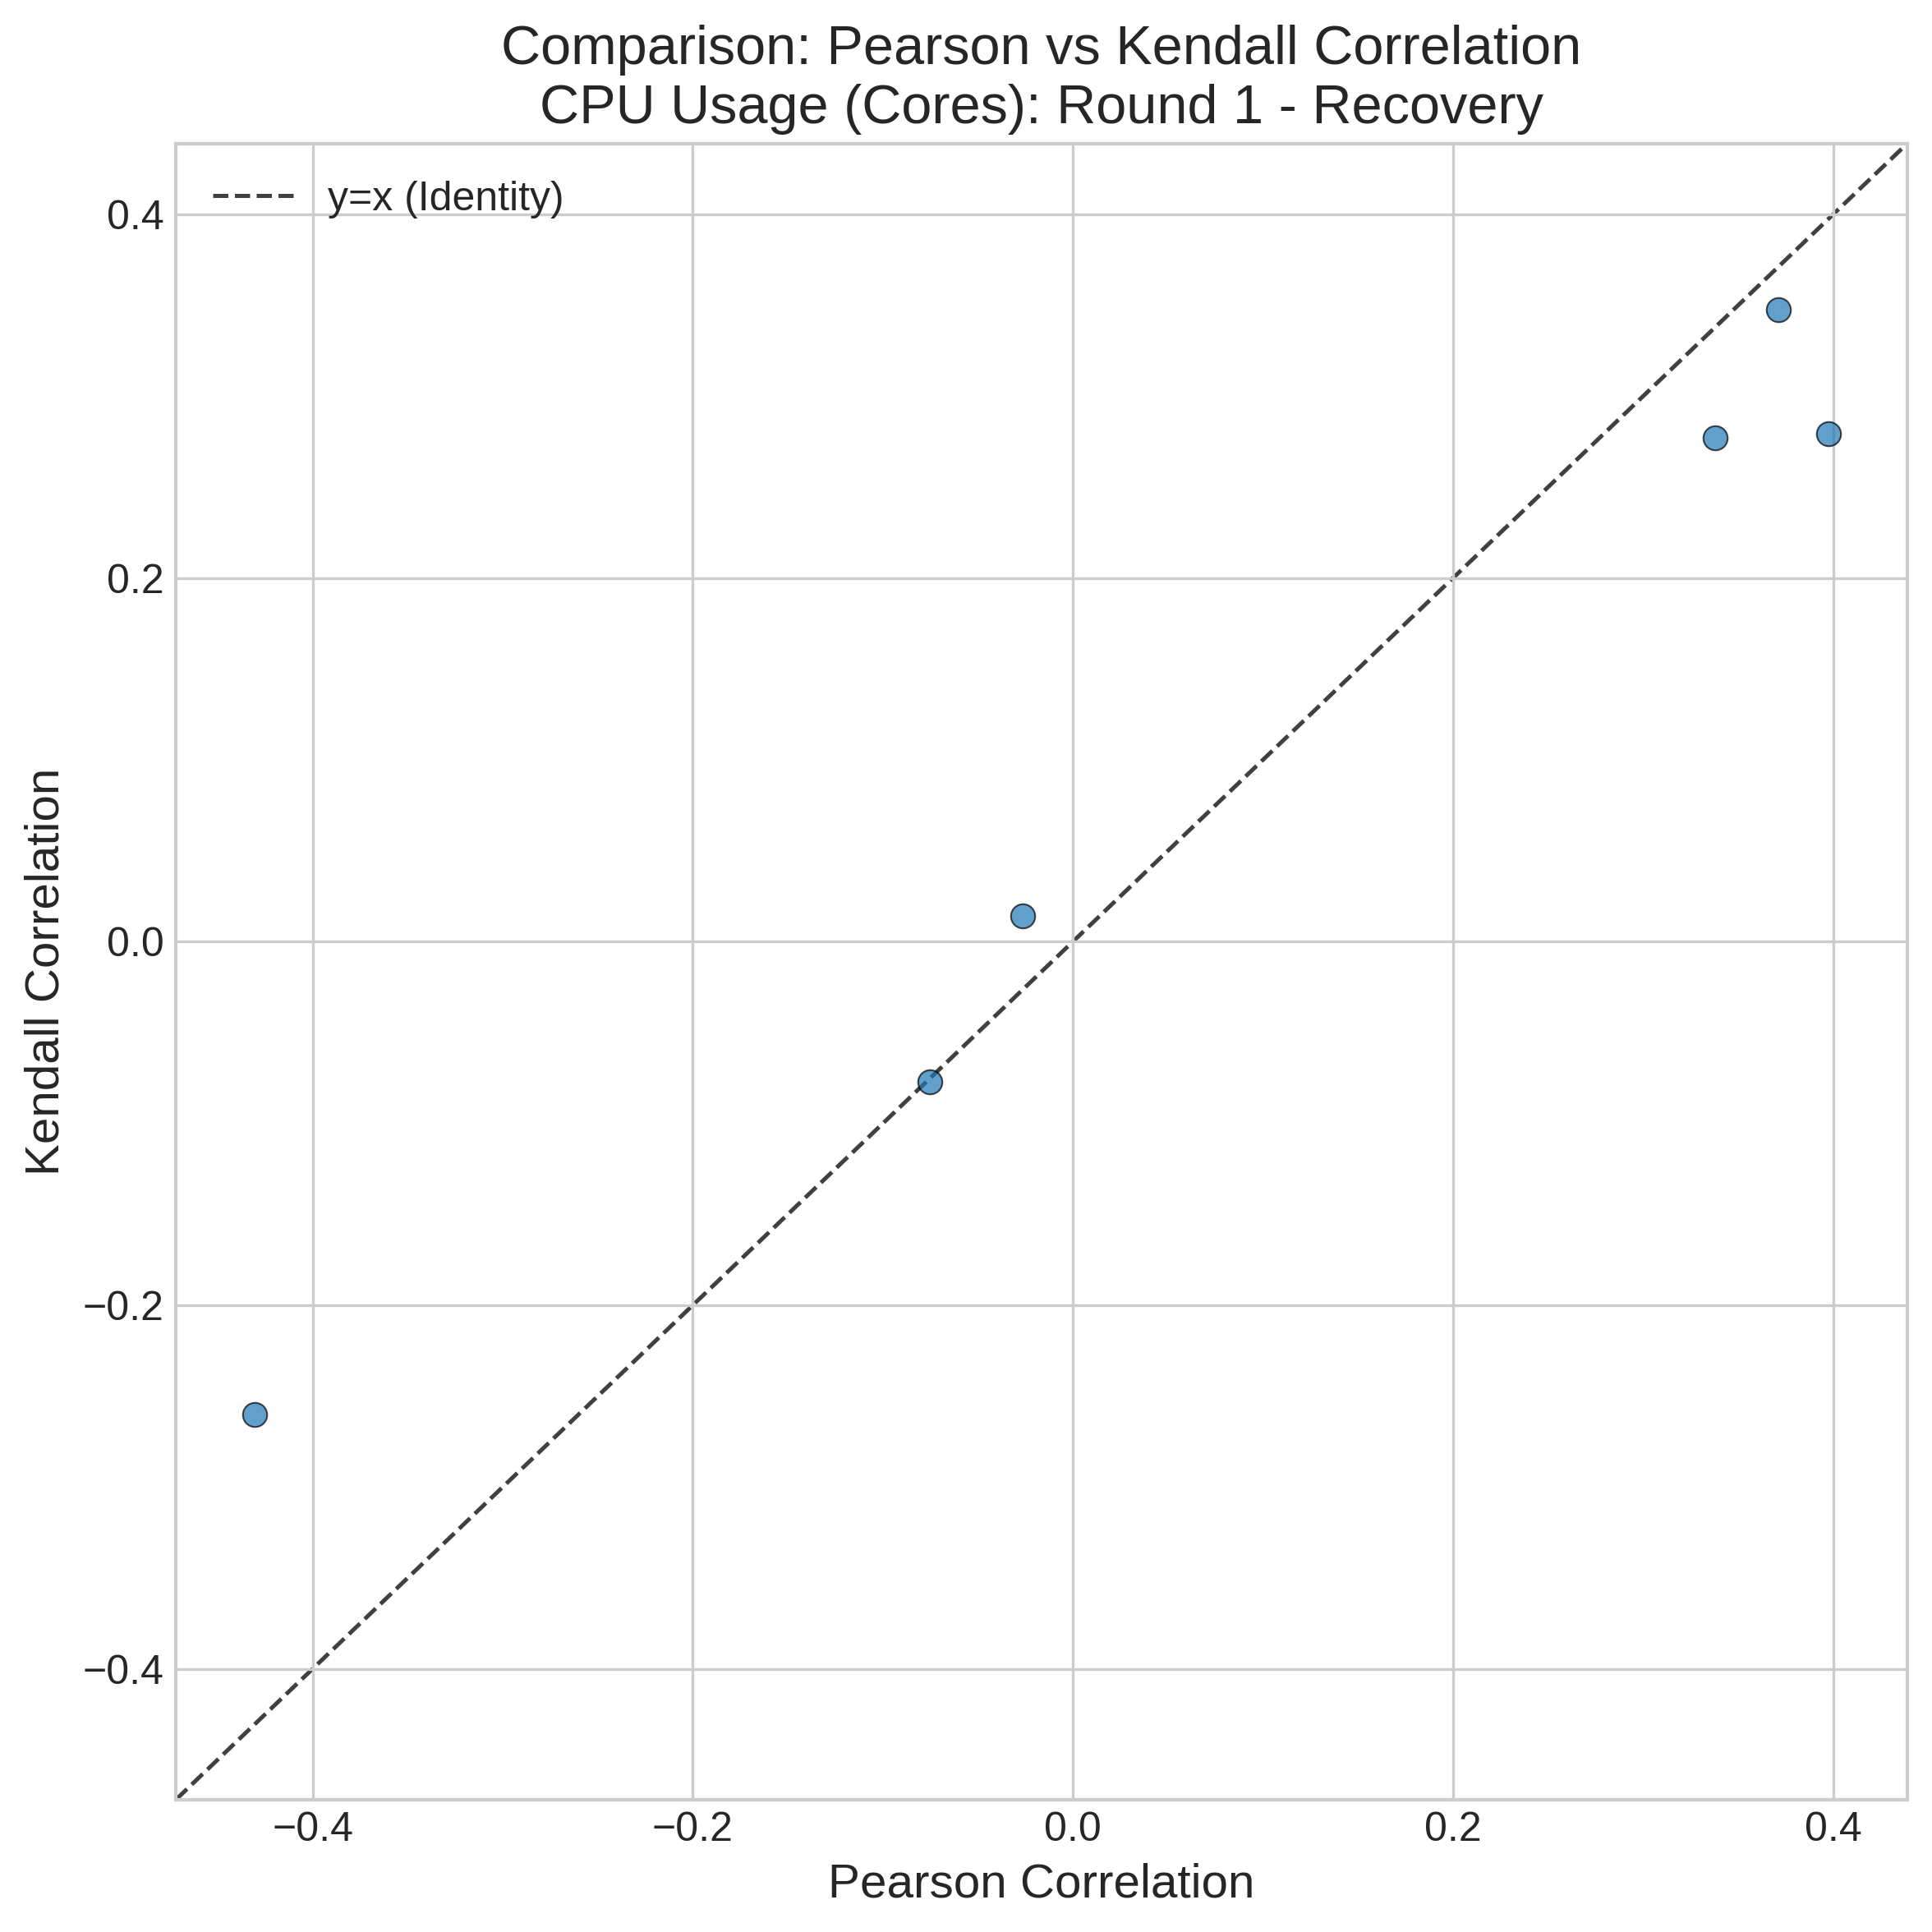 Comparison: Pearson vs Kendall Correlation
CPU Usage (Cores): Round 1 - Recovery
y=x (Identity)
0.4
0.2
0.0
−0.2
−0.4
Kendall Correlation
−0.4
−0.2
0.0
0.2
0.4
Pearson Correlation